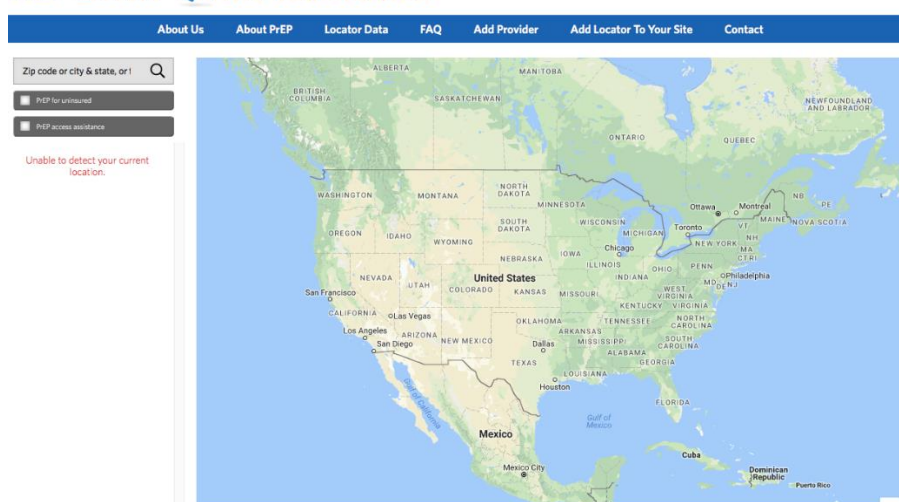 About Us About PrEP Locator Data FAQ Add Provider Add Locator To Your Site Contact
Zip code or city & state, or
PrEP for uninsured
PrEP access assistance
Unable to detect your current
location.
ALBERTA
MANITOBA
BRITISH
COLUMBIA
SASKATCHEWAN
NEWFOUNDLAND
AND LABRADOR
ONTARIO
QUEBEC
WASHINGTON
MONTANA
NORTH
DAKOTA
MINNESOTA
Ottawa
Montreal
NB
PE
MAINE
NOVA SCOTIA
OREGON
IDAHO
SOUTH
DAKOTA
WISCONSIN
MICHIGAN
Toronto
VT
NH
WYOMING
Chicago
NEW YORK
MA
CT RI
NEBRASKA
IOWA
ILLINOIS
INDIANA
OHIO
PENN
Philadelphia
NEVADA
UTAH
COLORADO
United States
KANSAS
MISSOURI
WEST
VIRGINIA
MD
DE NJ
San Francisco
KENTUCKY
VIRGINIA
CALIFORNIA
Las Vegas
OKLAHOMA
TENNESSEE
NORTH
CAROLINA
Los Angeles
ARIZONA
NEW MEXICO
ARKANSAS
MISSISSIPPI
SOUTH
CAROLINA
San Diego
Dallas
ALABAMA
TEXAS
GEORGIA
LOUISIANA
Houston
Gulf of
California
FLORIDA
Gulf of
Mexico
Mexico
Cuba
Mexico City
Dominican
Republic
Puerto Rico